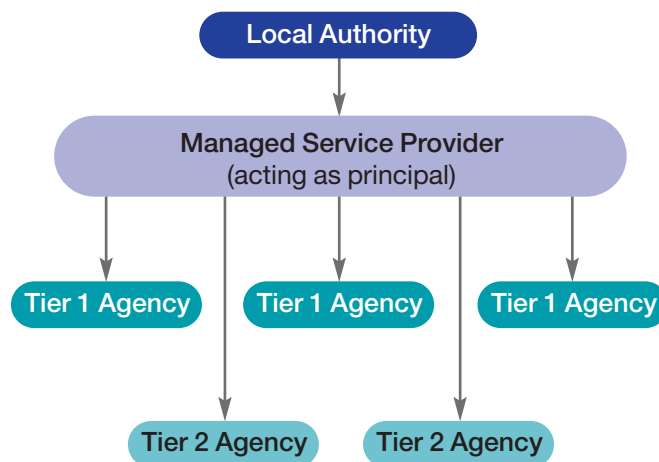 Local Authority
Managed Service Provider
(acting as principal)
Tier 1 Agency
Tier 1 Agency
Tier 1 Agency
Tier 2 Agency
Tier 2 Agency